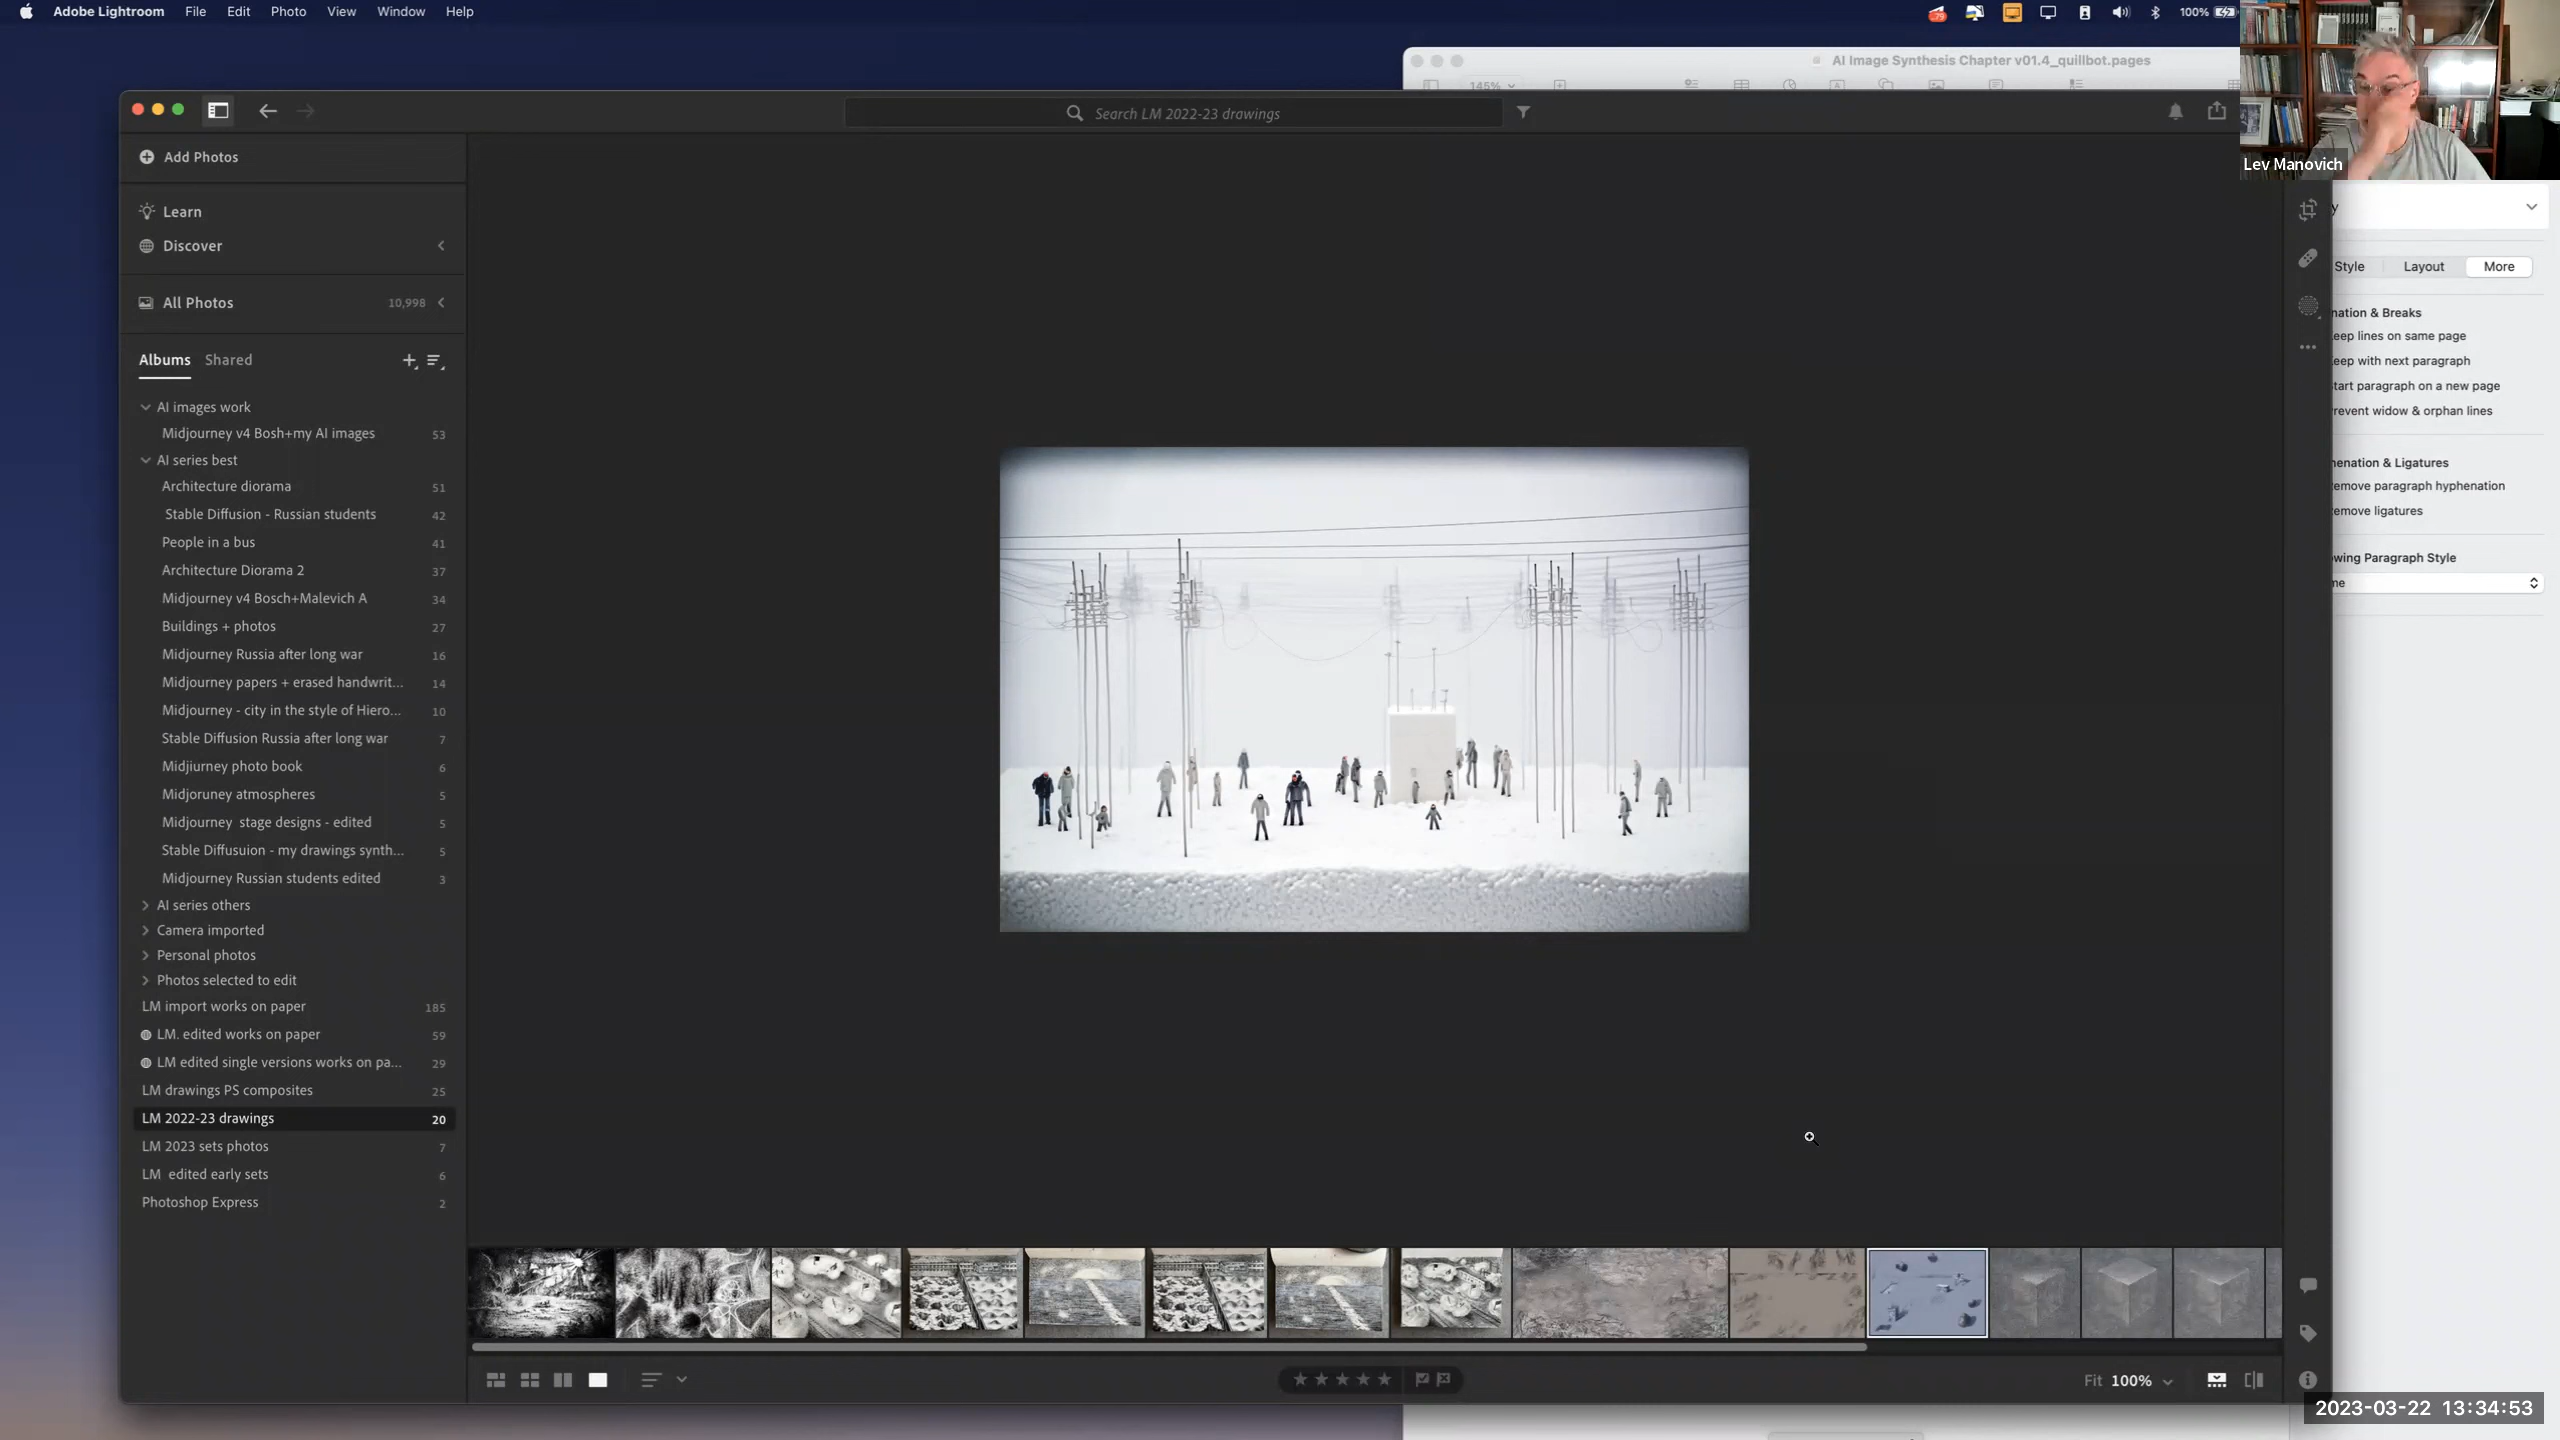 Adobe Lightroom File Edit Photo View Window Help
79
100%
AI Image Synthesis Chapter v01.4_quillbot.pages
145%
Search LM 2022-23 drawings
Lev Manovich
Add Photos
Learn
Discover
All Photos 10,998
Albums Shared
AI images work
Midjourney v4 Bosh+my AI images 53
AI series best
Architecture diorama 51
Stable Diffusion - Russian students 42
People in a bus 41
Architecture Diorama 2 37
Midjourney v4 Bosch+Malevich A 34
Buildings + photos 27
Midjourney Russia after long war 16
Midjourney papers + erased handwrit... 14
Midjourney - city in the style of Hiero... 10
Stable Diffusion Russia after long war 7
Midjiurney photo book 6
Midjoruney atmospheres 5
Midjourney stage designs - edited 5
Stable Diffusuion - my drawings synth... 5
Midjourney Russian students edited 3
AI series others
Camera imported
Personal photos
Photos selected to edit
LM import works on paper 185
LM. edited works on paper 59
LM edited single versions works on pa... 29
LM drawings PS composites 25
LM 2022-23 drawings 20
LM 2023 sets photos 7
LM edited early sets 6
Photoshop Express 2
Fit 100%
y
Style Layout More
nation & Breaks
eep lines on same page
eep with next paragraph
tart paragraph on a new page
revent widow & orphan lines
henation & Ligatures
emove paragraph hyphenation
emove ligatures
owing Paragraph Style
me
2023-03-22 13:34:53